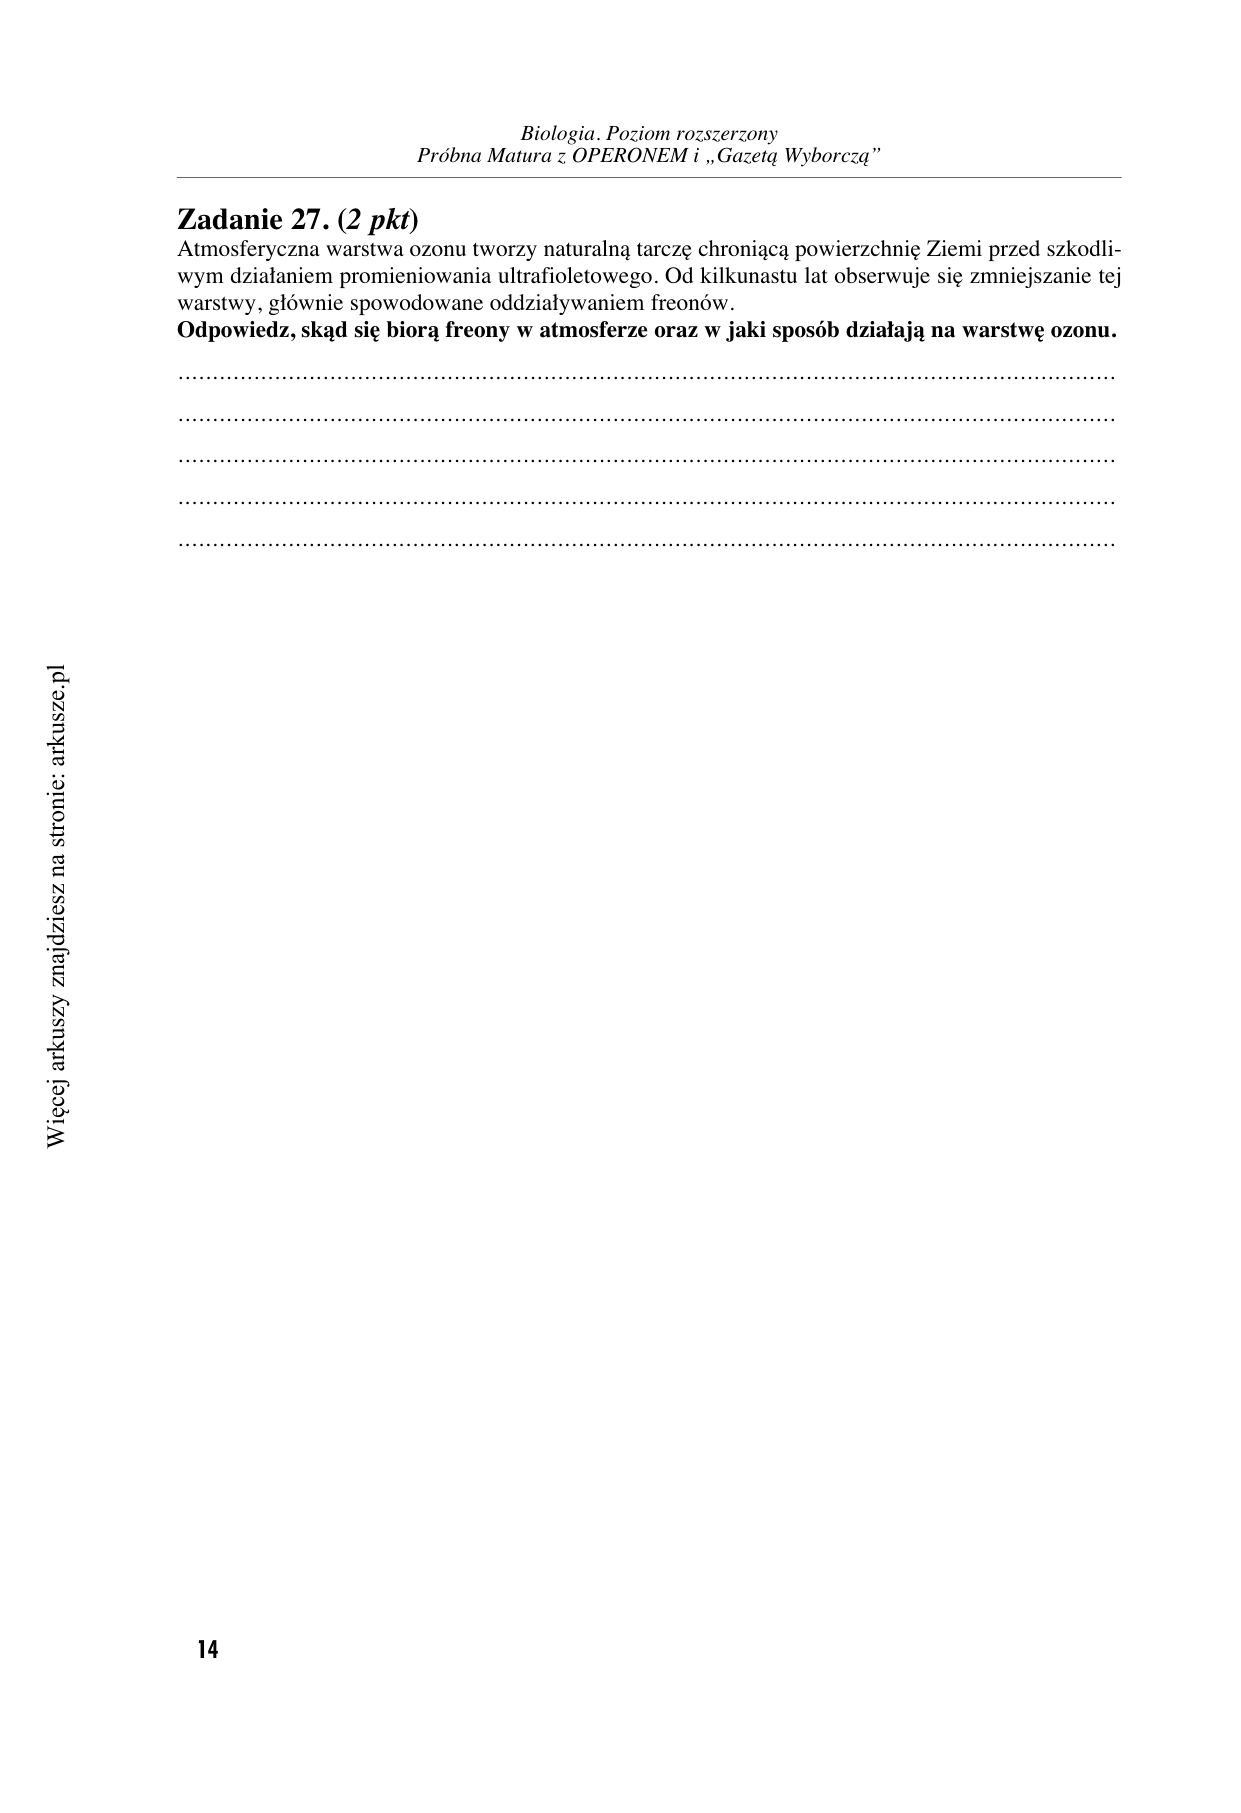 Biologia. Poziom rozszerzony
Próbna Matura z OPERONEM i „Gazetą Wyborczą”
Zadanie 27. (2 pkt)
Atmosferyczna warstwa ozonu tworzy naturalną tarczę chroniącą powierzchnię Ziemi przed szkodli-
wym działaniem promieniowania ultrafioletowego. Od kilkunastu lat obserwuje się zmniejszanie tej
warstwy, głównie spowodowane oddziaływaniem freonów.
Odpowiedz, skąd się biorą freony w atmosferze oraz w jaki sposób działają na warstwę ozonu.
Więcej arkuszy znajdziesz na stronie: arkusze.pl
14